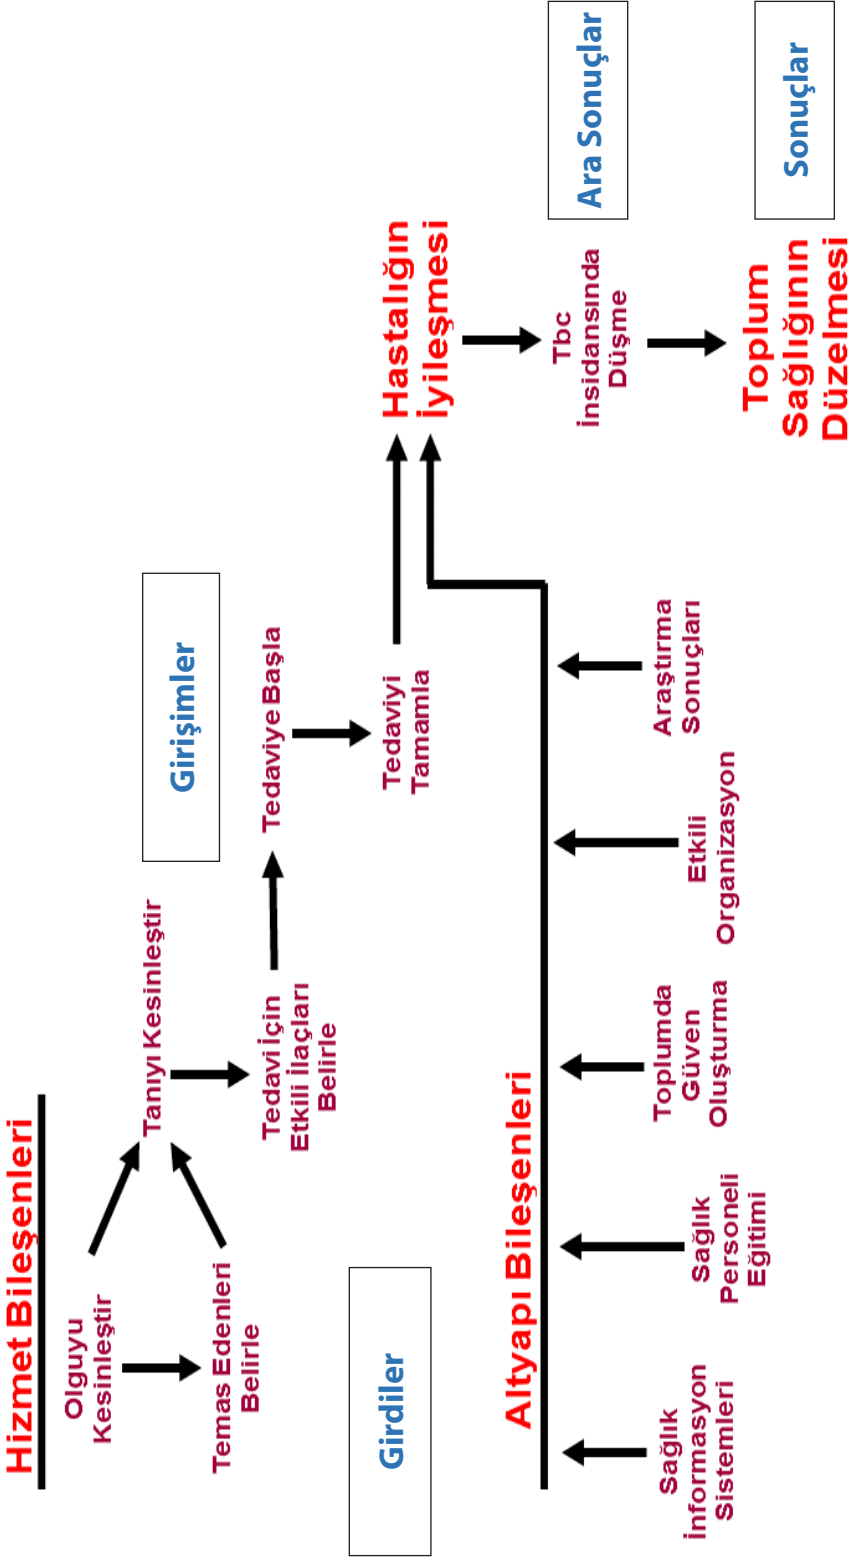 Hizmet Bileşenleri
Olguyu
Kesinleştir
Temas Edenleri
Belirle
Tanıyı Kesinleştir
Tedavi İçin
Etkili İlaçları
Belirle
Girişimler
Tedaviye Başla
Tedaviyi
Tamamla
Hastalığın
İyileşmesi
Tbc
İnsidansında
Düşme
Ara Sonuçlar
Toplum
Sağlığının
Düzelmesi
Sonuçlar
Girdiler
Altyapı Bileşenleri
Sağlık
İnformasyon
Sistemleri
Sağlık
Personeli
Eğitimi
Toplumda
Güven
Oluşturma
Etkili
Organizasyon
Araştırma
Sonuçları